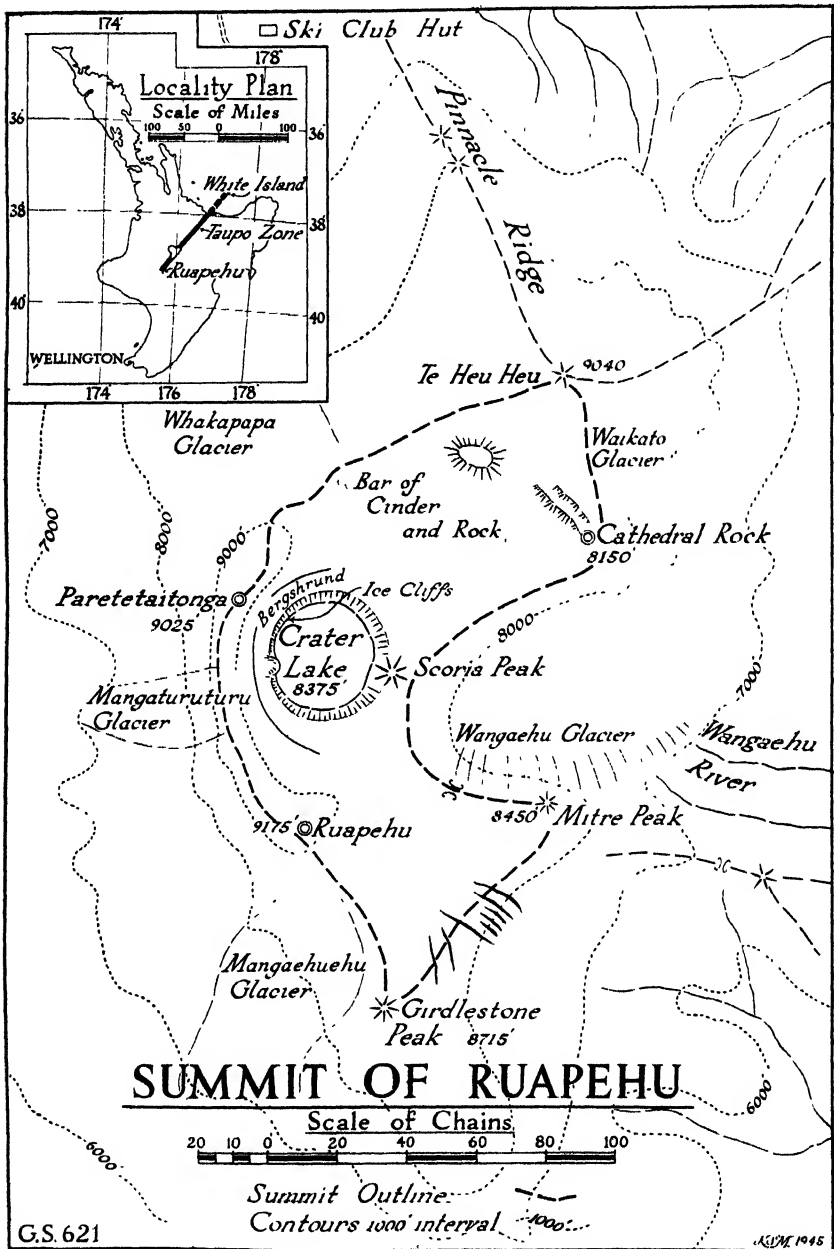 174°
Ski Club Hut
178°
Locality Plan
Scale of Miles
100 50 0 100
36°
36°
White Island
38°
38°
Taupo Zone
Ruapehu
40°
40°
WELLINGTON
174° 176° 178°
Pinnacle
Ridge
Te Heu Heu
9040
Whakapapa
Glacier
Waikato
Glacier
Bar of
Cinder
and Rock
7000
8000
9000
Cathedral Rock
8150
Paretetaitonga
9025
Bergshrund
Ice Cliffs
Crater
Lake
8375'
8000
Scoria Peak
7000
Mangaturuturu
Glacier
Wangaehu Glacier
Wangaehu
River
9175' Ruapehu
8450' Mitre Peak
Mangaehuehu
Glacier
Girdlestone
Peak 8715'
SUMMIT OF RUAPEHU
Scale of Chains
20 10 0 20 40 60 80 100
6000
6000
Summit Outline
Contours 1000' interval 1000'
G.S. 621
1945